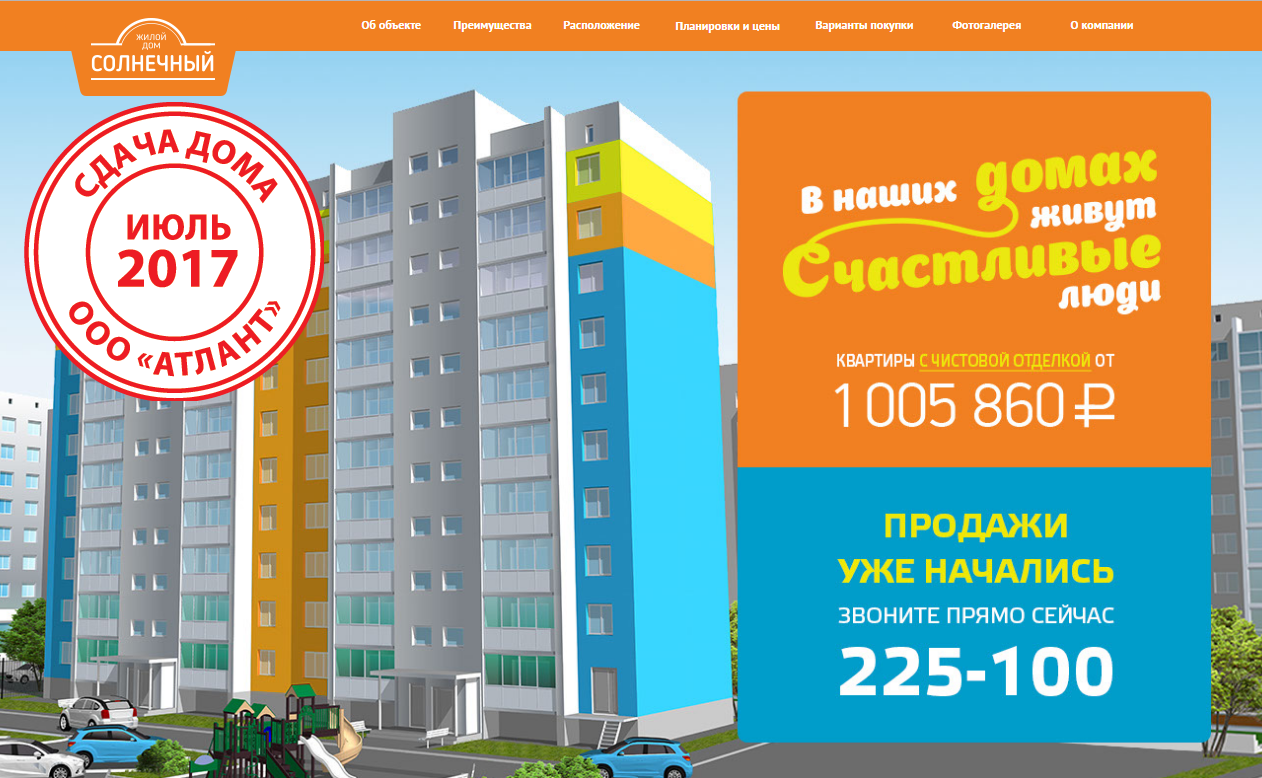 Об объекте
Преимущества
Расположение
Планировки и цены
Варианты покупки
Фотогалерея
О компании
ЖИЛОЙ
ДОМ
СОЛНЕЧНЫЙ
СДАЧА ДОМА
ИЮЛЬ
2017
ООО «АТЛАНТ»
В наших домах
живут
Счастливые
люди
КВАРТИРЫ С ЧИСТОВОЙ ОТДЕЛКОЙ ОТ
1 005 860 ₽
ПРОДАЖИ
УЖЕ НАЧАЛИСЬ
ЗВОНИТЕ ПРЯМО СЕЙЧАС
225-100